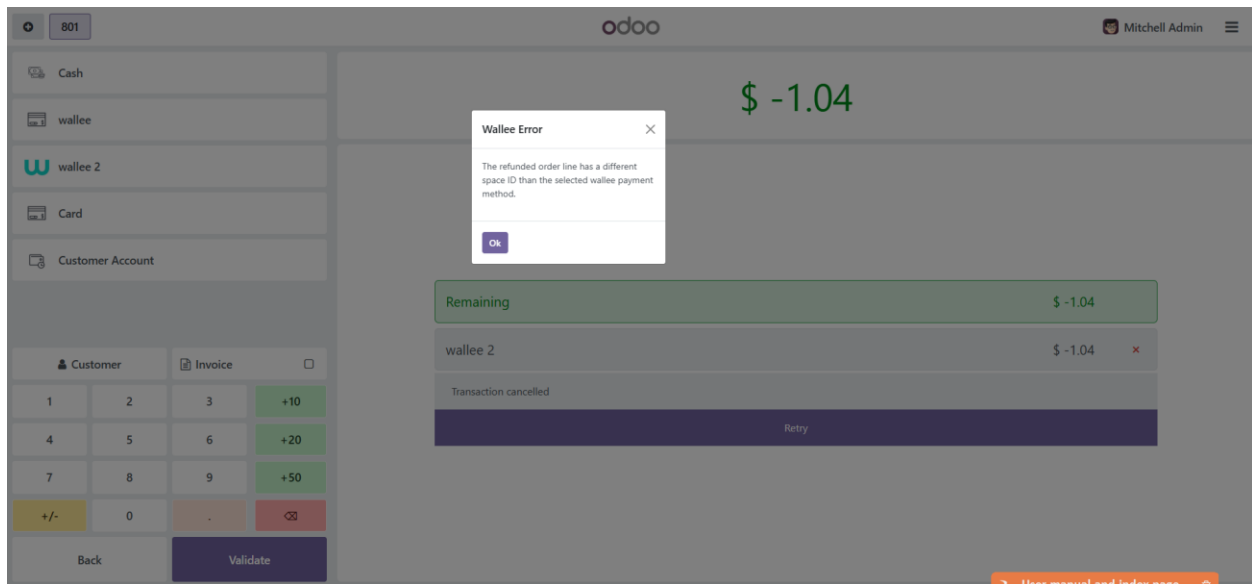 801
odoo
Mitchell Admin
Cash
wallee
wallee 2
Card
Customer Account
$ -1.04
Wallee Error
The refunded order line has a different
space ID than the selected wallee payment
method.
Ok
Remaining $ -1.04
wallee 2 $ -1.04
Transaction cancelled
Retry
Customer Invoice
1 2 3 +10
4 5 6 +20
7 8 9 +50
+/- 0 .
Back Validate
User manual and index page